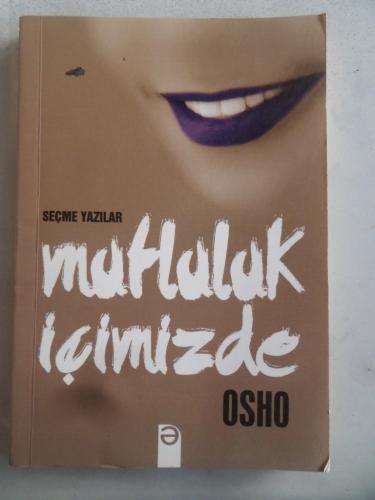 SEÇME YAZILAR
mutluluk
içimizde
OSHO
ə